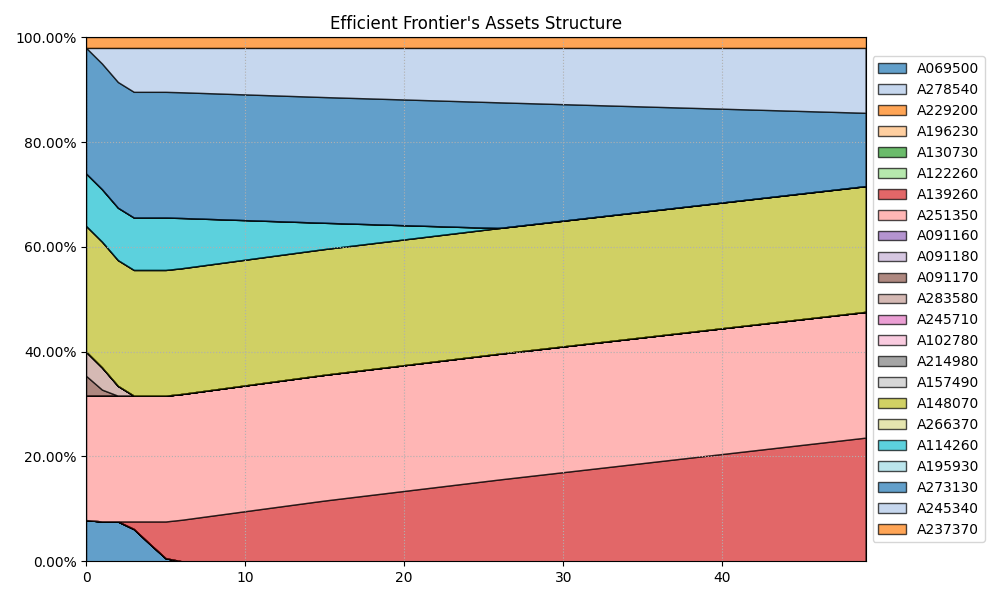 Efficient Frontier's Assets Structure
100.00%
80.00%
60.00%
40.00%
20.00%
0.00%
0
10
20
30
40
A069500
A278540
A229200
A196230
A130730
A122260
A139260
A251350
A091160
A091180
A091170
A283580
A245710
A102780
A214980
A157490
A148070
A266370
A114260
A195930
A273130
A245340
A237370